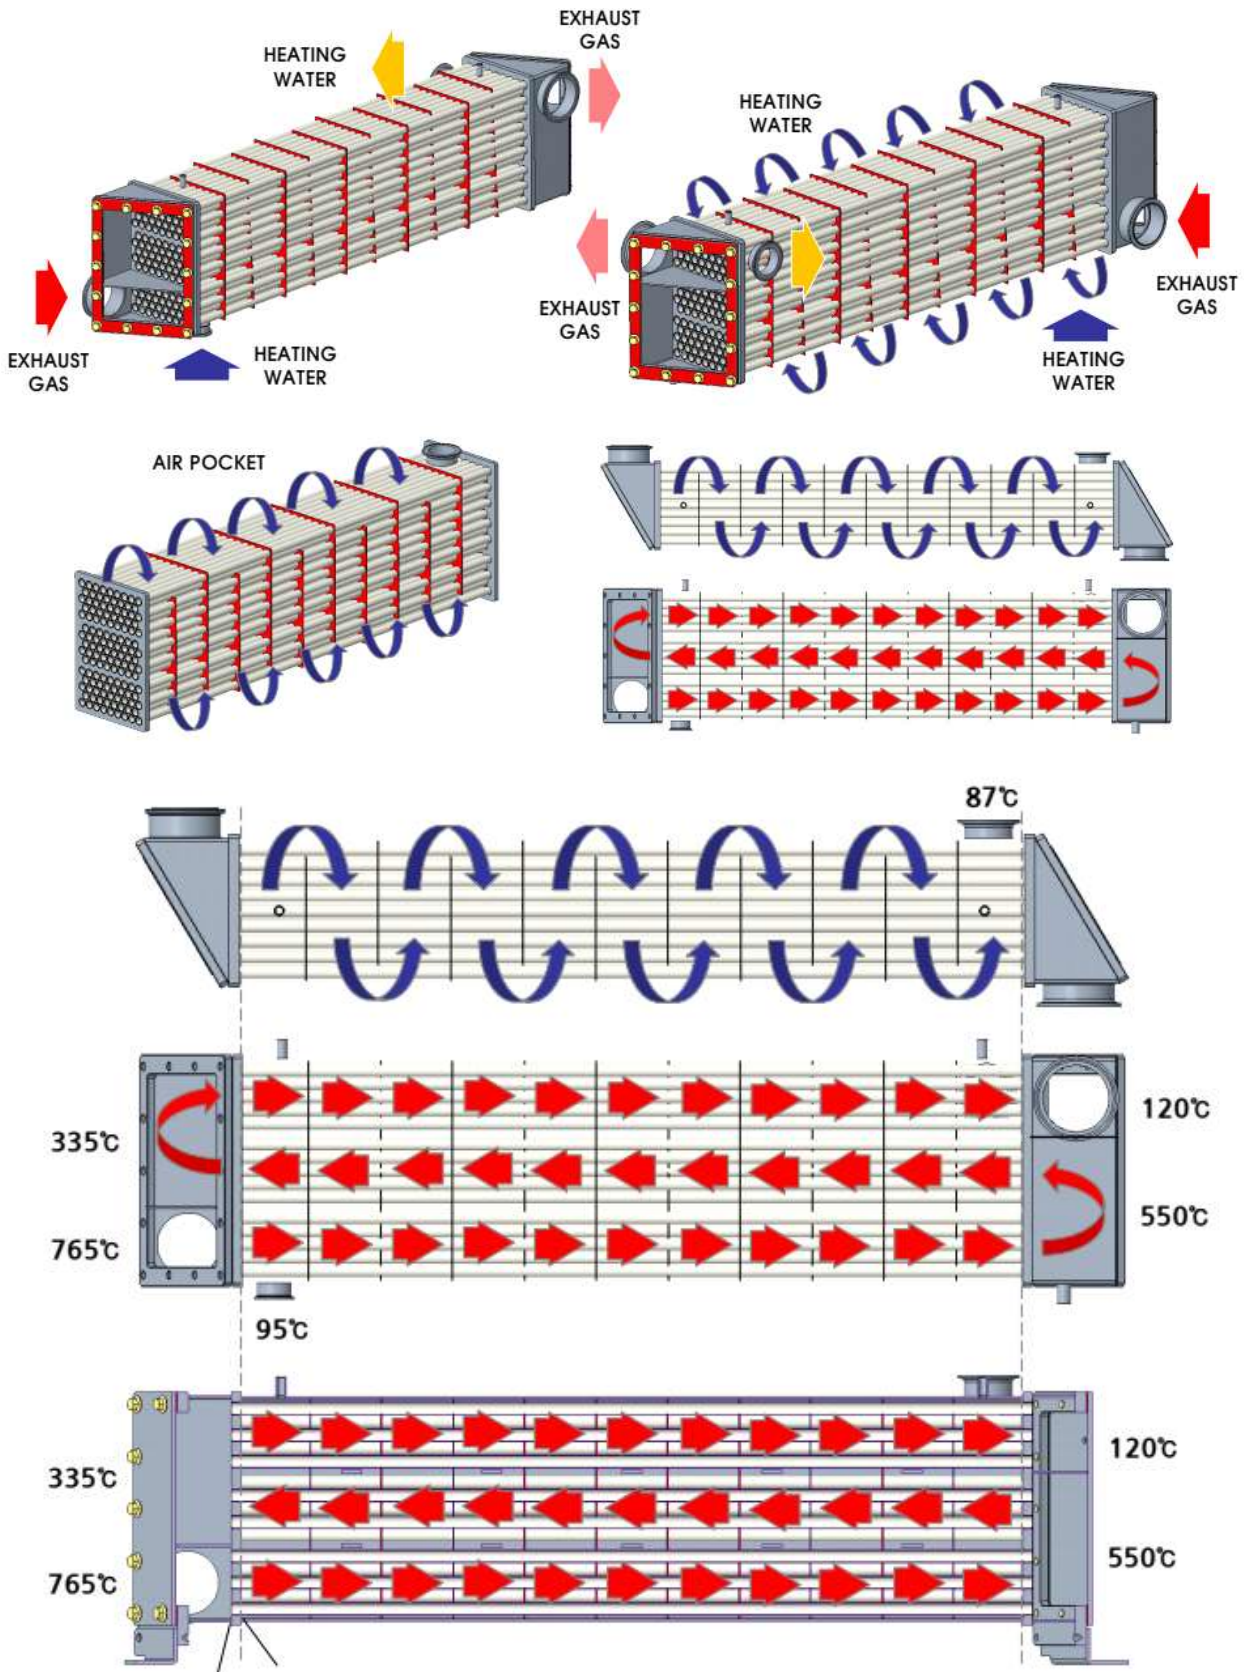 EXHAUST
GAS
HEATING
WATER
EXHAUST
GAS
HEATING
WATER
HEATING
WATER
EXHAUST
GAS
EXHAUST
GAS
HEATING
WATER
AIR POCKET
87℃
335℃
120℃
765℃
550℃
95℃
335℃
120℃
765℃
550℃